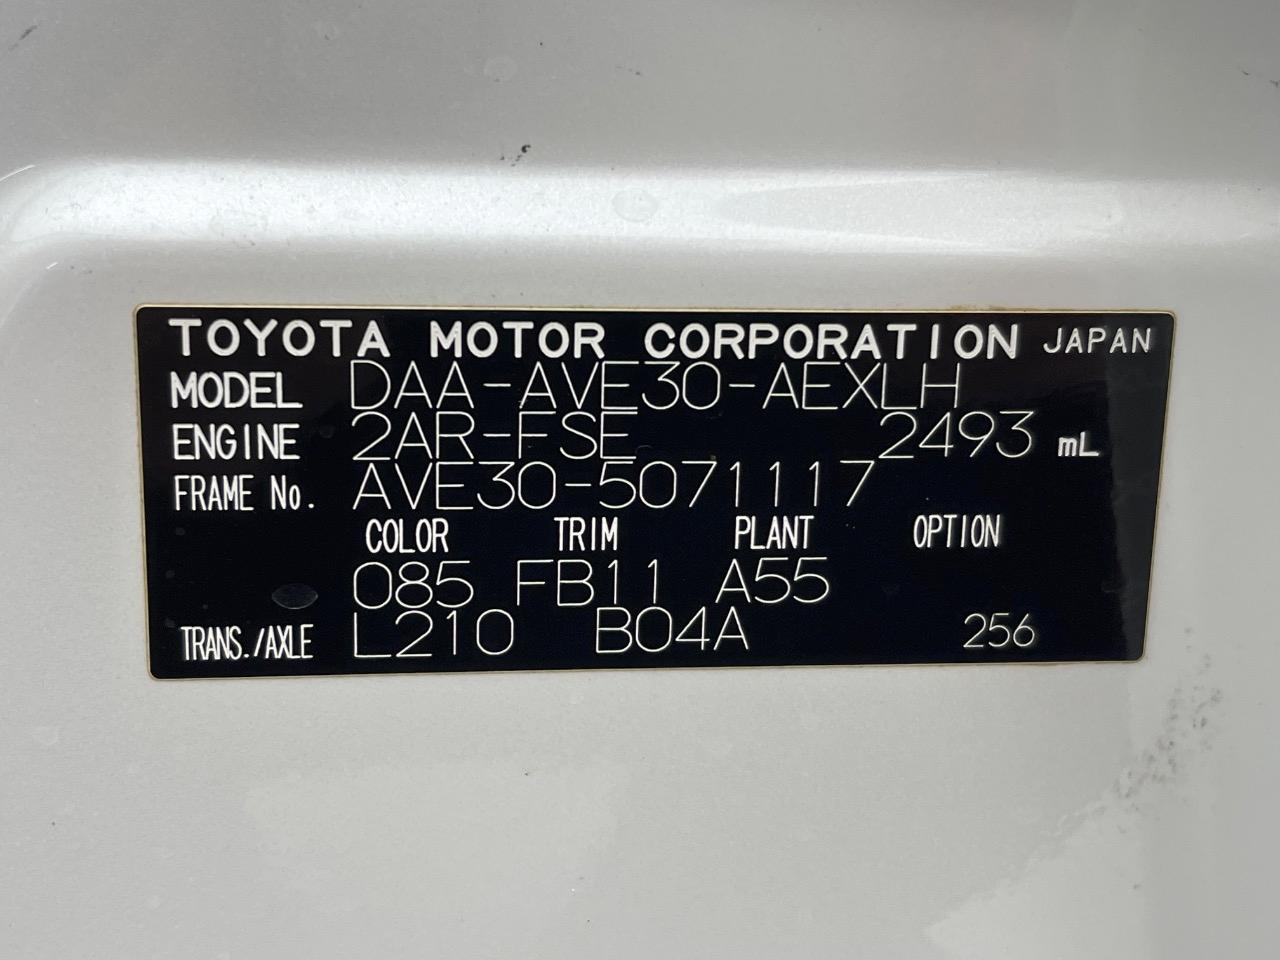 TOYOTA MOTOR CORPORATION JAPAN
MODEL DAA-AVE30-AEXLH
ENGINE 2AR-FSE 2493 mL
FRAME No. AVE30-5071117
COLOR TRIM PLANT OPTION
085 FB11 A55
TRANS./AXLE L210 B04A 256